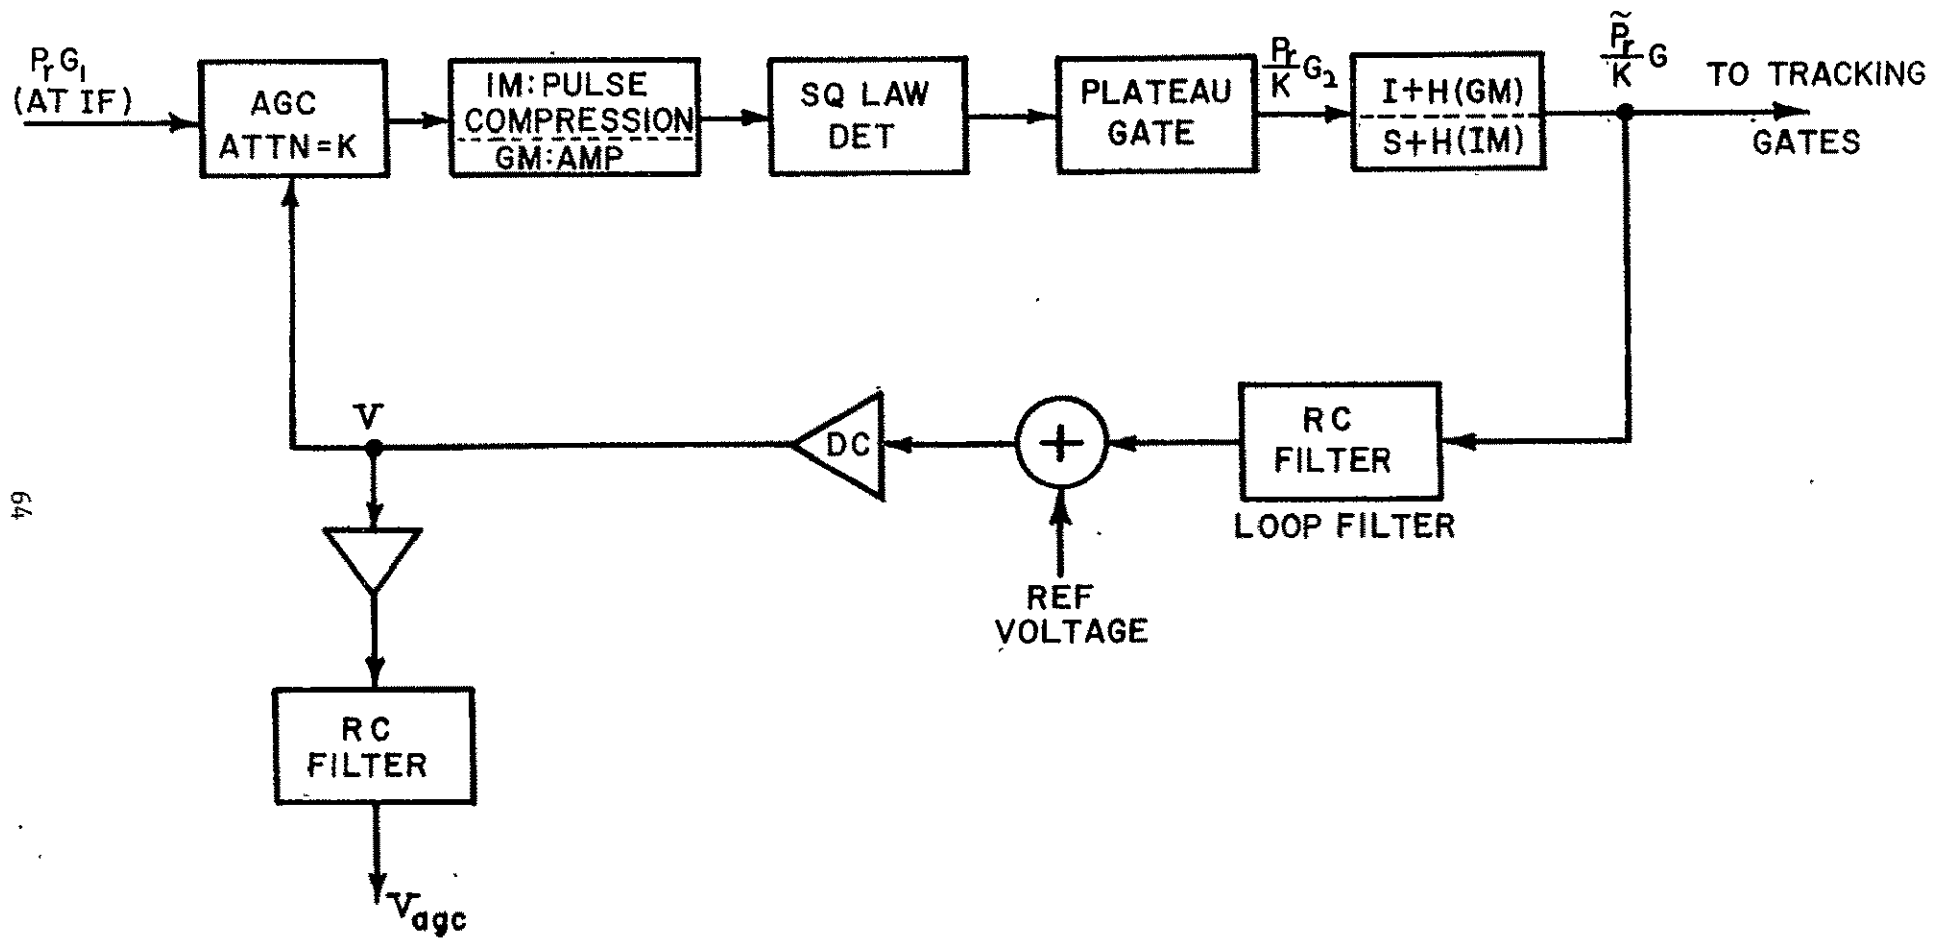 PrG1
(AT IF)
AGC
ATTN=K
IM:PULSE
COMPRESSION
GM:AMP
SQ LAW
DET
PLATEAU
GATE
Pr/K G2
I+H(GM)
S+H(IM)
P̃r/K G
TO TRACKING
GATES
V
DC
+
RC
FILTER
LOOP FILTER
REF
VOLTAGE
RC
FILTER
Vagc
64